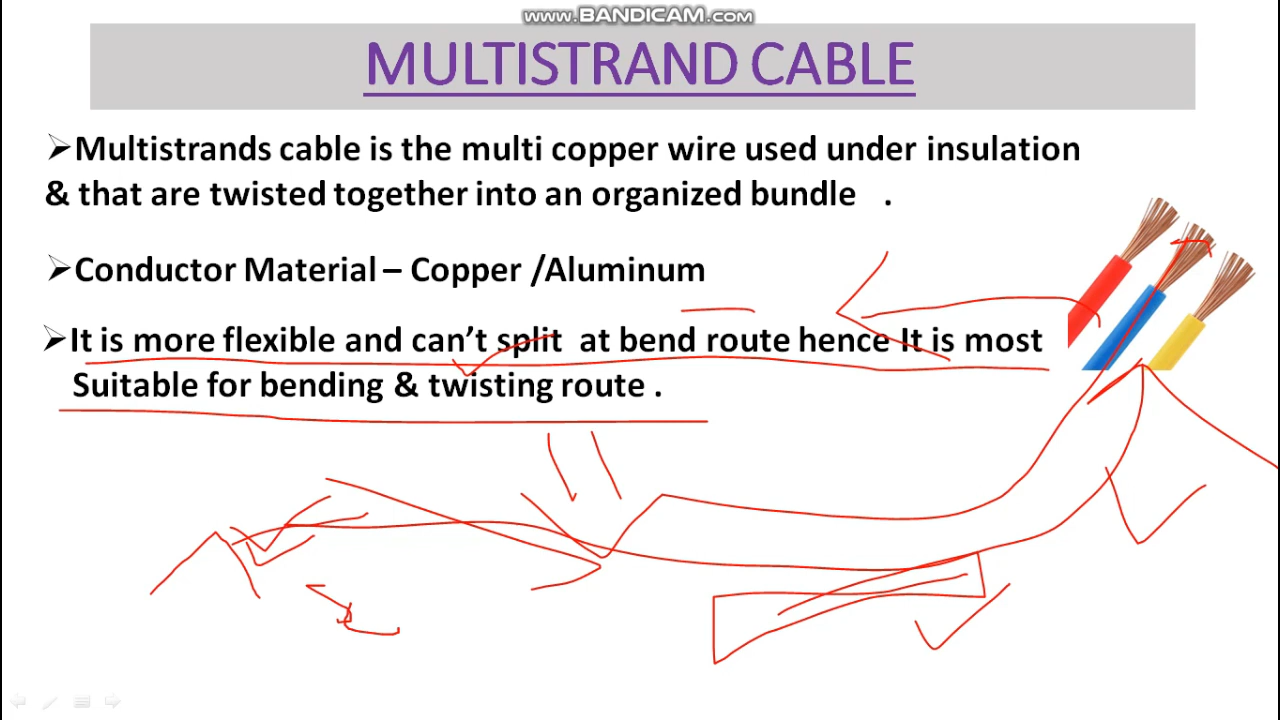 www.BANDICAM.com
MULTISTRAND CABLE
➢Multistrands cable is the multi copper wire used under insulation
& that are twisted together into an organized bundle .
➢Conductor Material – Copper /Aluminum
➢It is more flexible and can’t split at bend route hence It is most
Suitable for bending & twisting route .